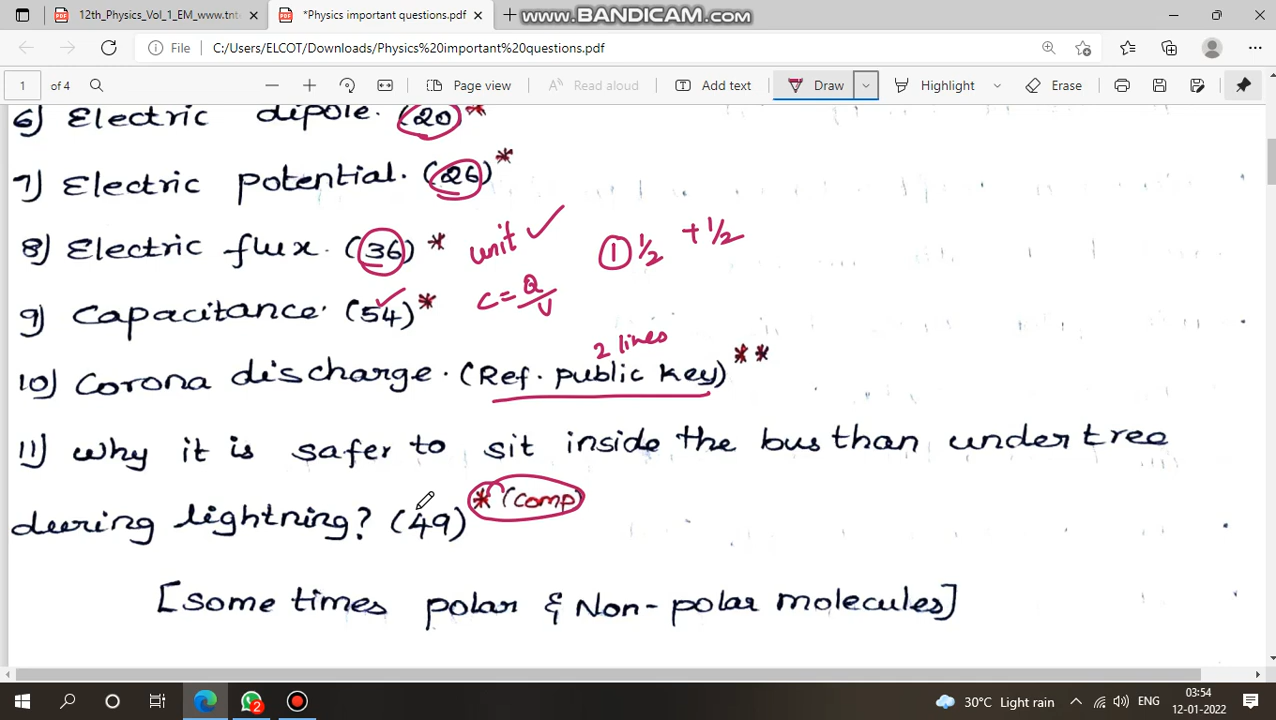 12th_Physics_Vol_1_EM_www.tnt
*Physics important questions.pdf
www.BANDICAM.com
File
C:/Users/ELCOT/Downloads/Physics%20important%20questions.pdf
1
of 4
Page view
Read aloud
Add text
Draw
Highlight
Erase
6) Electric dipole. (20)*
7) Electric potential. (26)*
8) Electric flux. (36)* unit ✓ 1 1/2 + 1/2
9) Capacitance. (54)* C = Q/V
2 lines
10) Corona discharge. (Ref. public key)**
11) Why it is safer to sit inside the bus than under tree
during lightning? (49)* (comp)
[Some times polar & Non-polar molecules]
2
30°C Light rain
ENG
03:54
12-01-2022